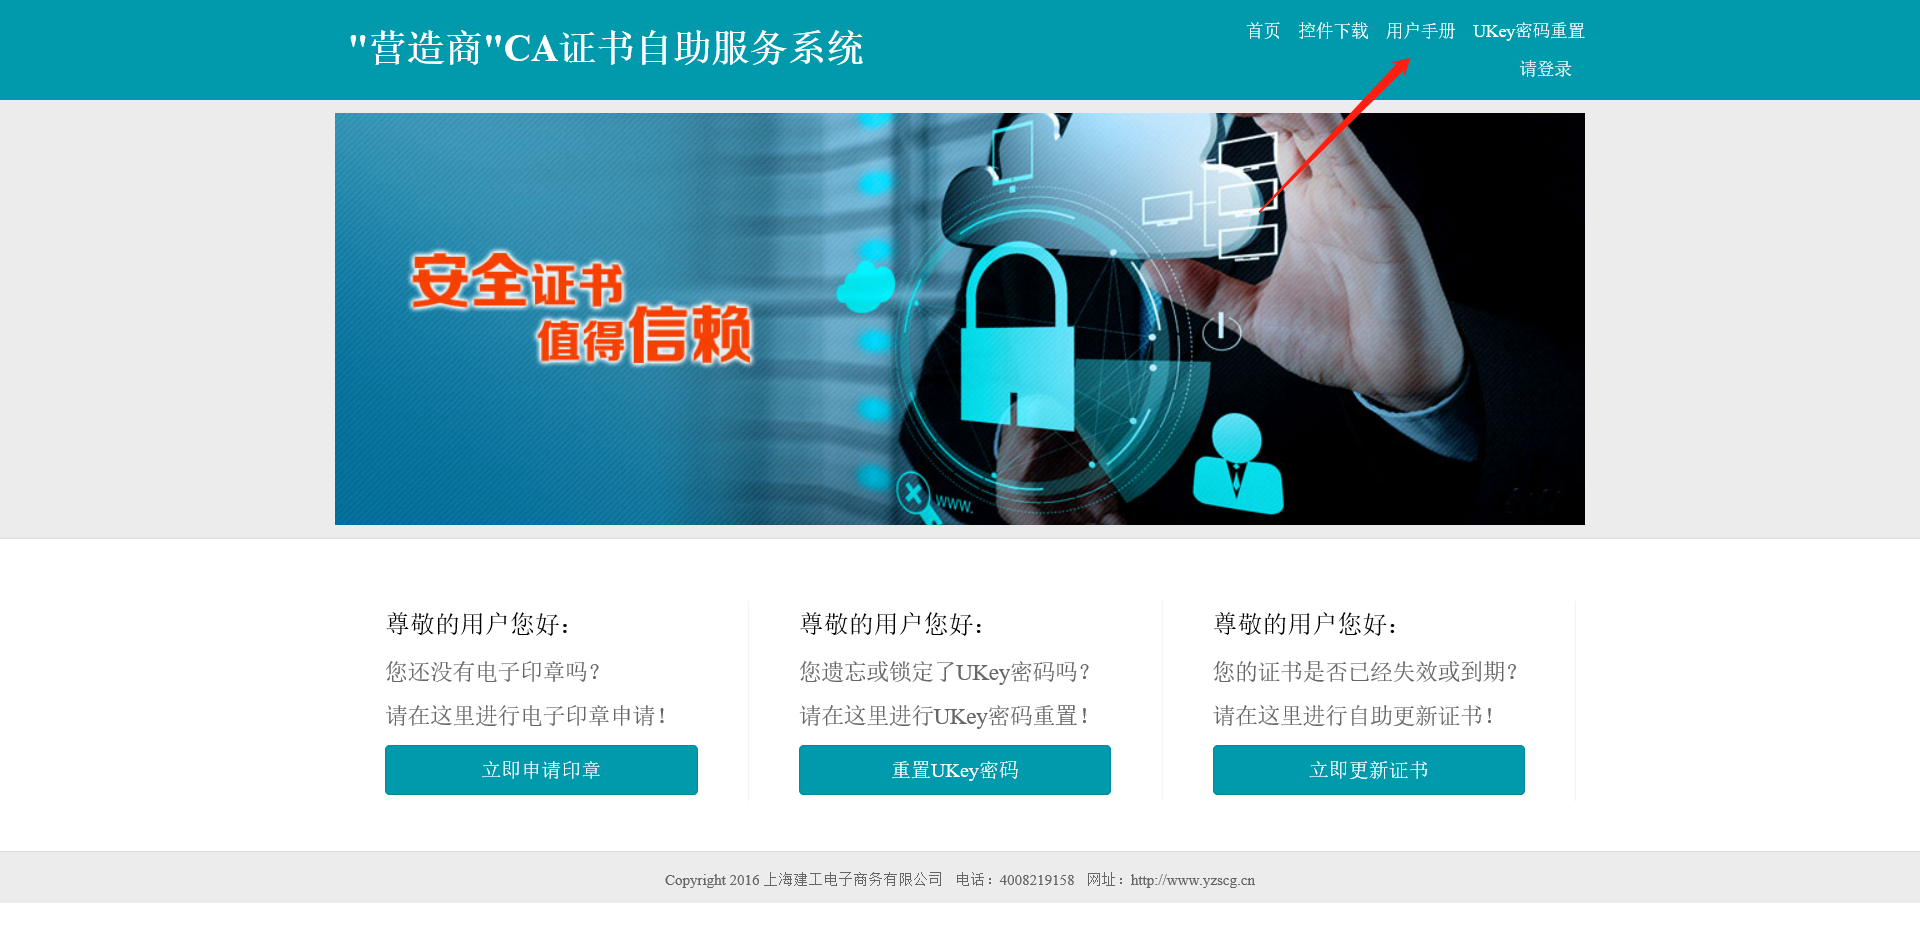 "营造商"CA证书自助服务系统
首页 控件下载 用户手册 UKey密码重置
请登录
安全证书
值得信赖
www.
尊敬的用户您好：
您还没有电子印章吗？
请在这里进行电子印章申请！
立即申请印章
尊敬的用户您好：
您遗忘或锁定了UKey密码吗？
请在这里进行UKey密码重置！
重置UKey密码
尊敬的用户您好：
您的证书是否已经失效或到期？
请在这里进行自助更新证书！
立即更新证书
Copyright 2016 上海建工电子商务有限公司 电话：4008219158 网址：http://www.yzscg.cn